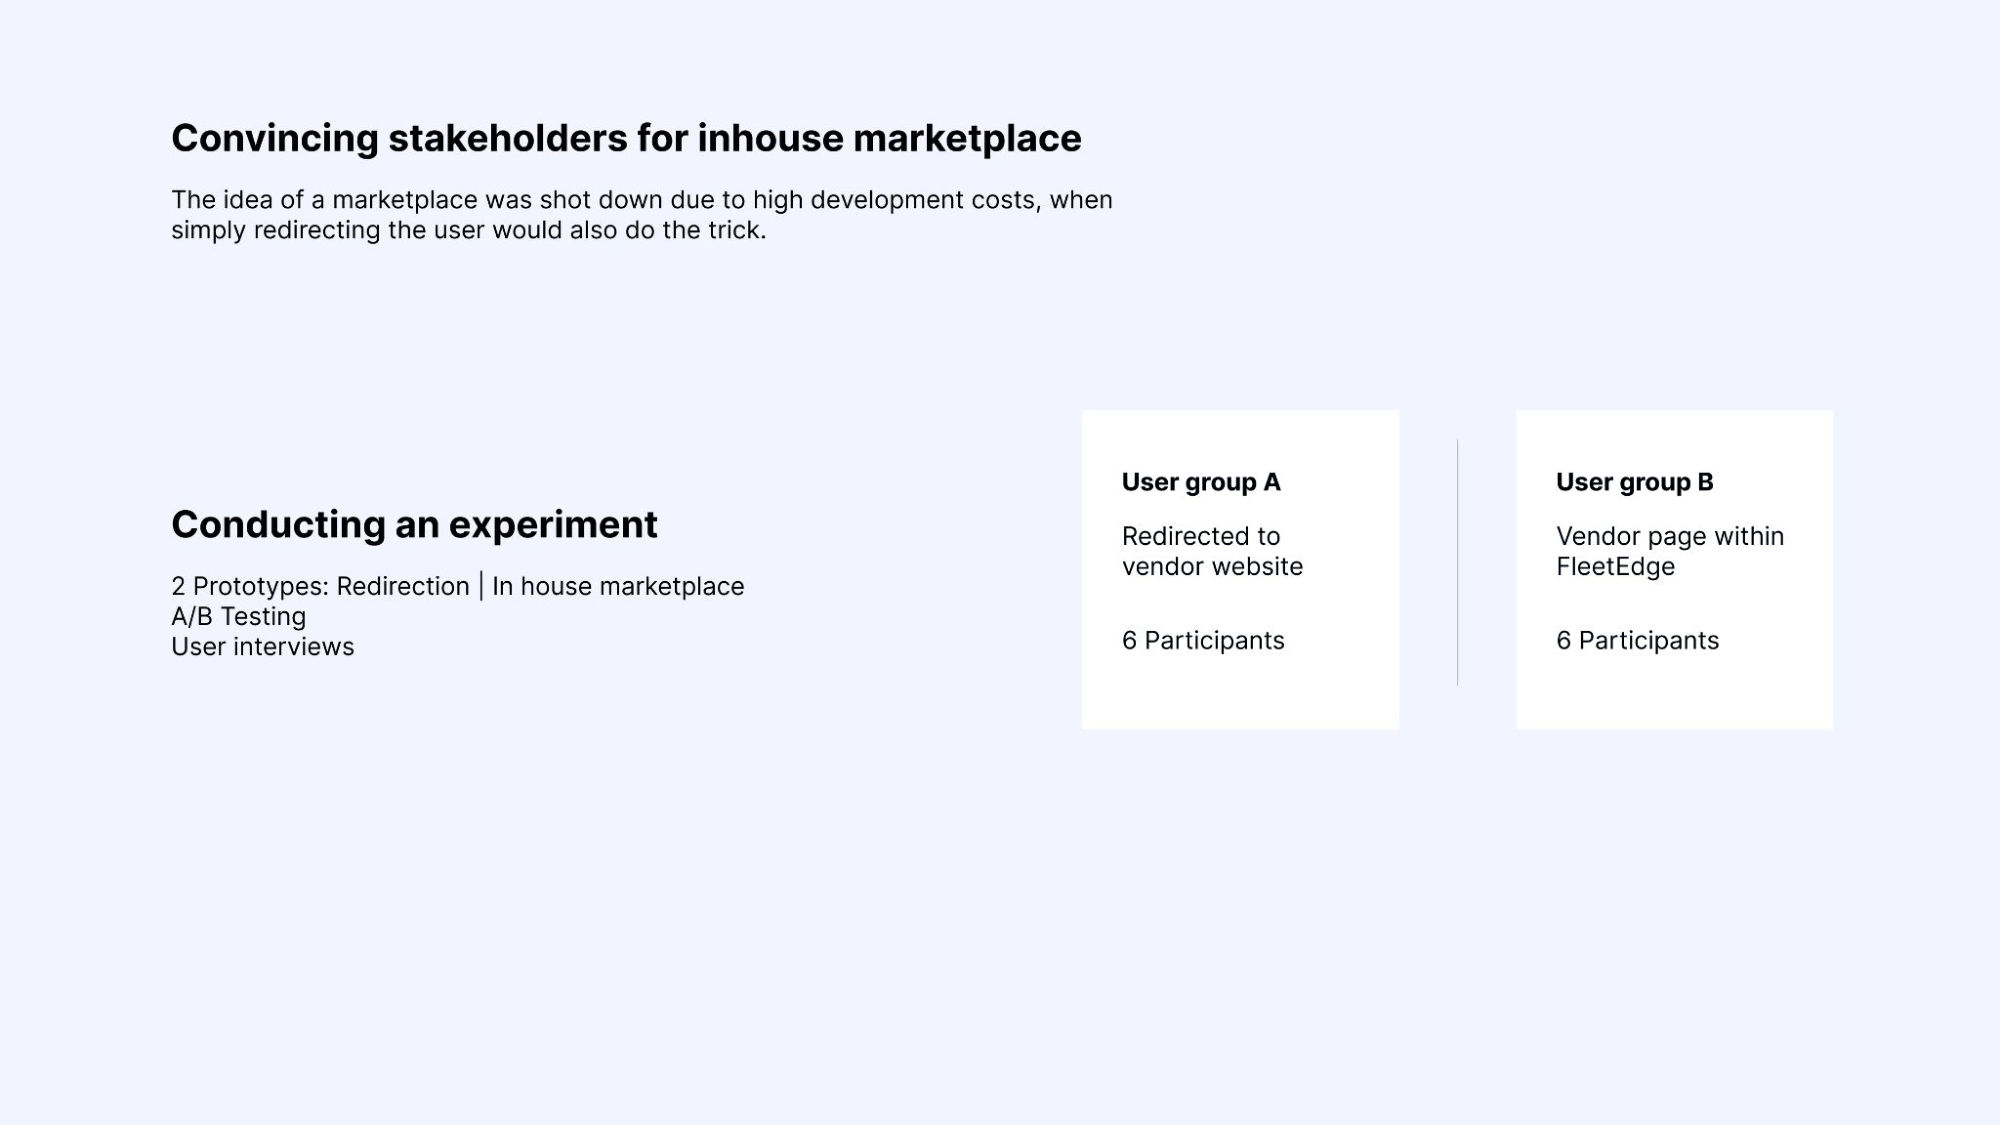 Convincing stakeholders for inhouse marketplace
The idea of a marketplace was shot down due to high development costs, when
simply redirecting the user would also do the trick.
Conducting an experiment
2 Prototypes: Redirection | In house marketplace
A/B Testing
User interviews
User group A
Redirected to
vendor website
6 Participants
User group B
Vendor page within
FleetEdge
6 Participants